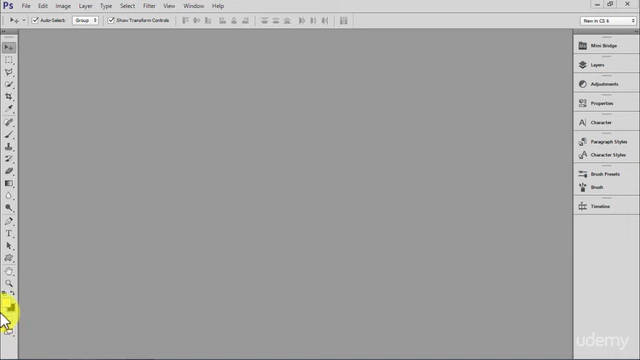 Ps File Edit Image Layer Type Select Filter View Window Help
Auto-Select: Group Show Transform Controls New in CS 6
Mb Mini Bridge
Layers
Adjustments
Properties
A Character
Paragraph Styles
Character Styles
Brush Presets
Brush
Timeline
T
udemy